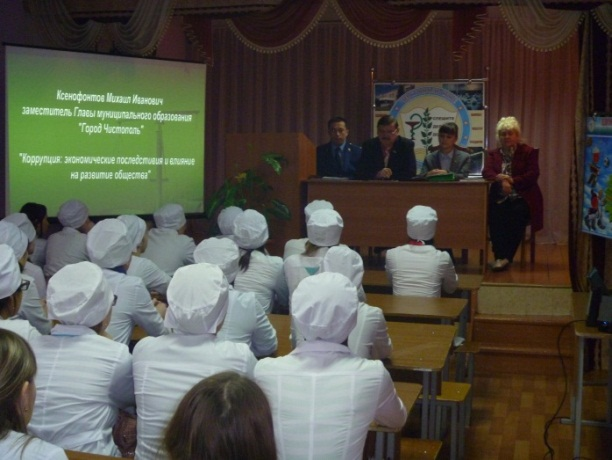 Ксенофонтов Михаил Иванович
заместитель Главы муниципального образования
"Город Чистополь"
"Коррупция: экономические последствия и влияние
на развитие общества"